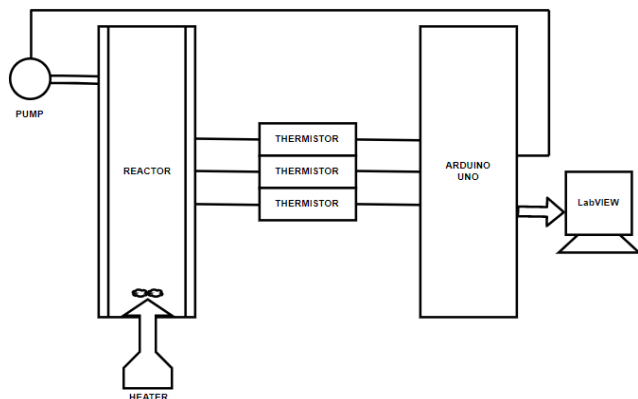 PUMP
REACTOR
THERMISTOR
THERMISTOR
THERMISTOR
ARDUINO
UNO
LabVIEW
HEATER